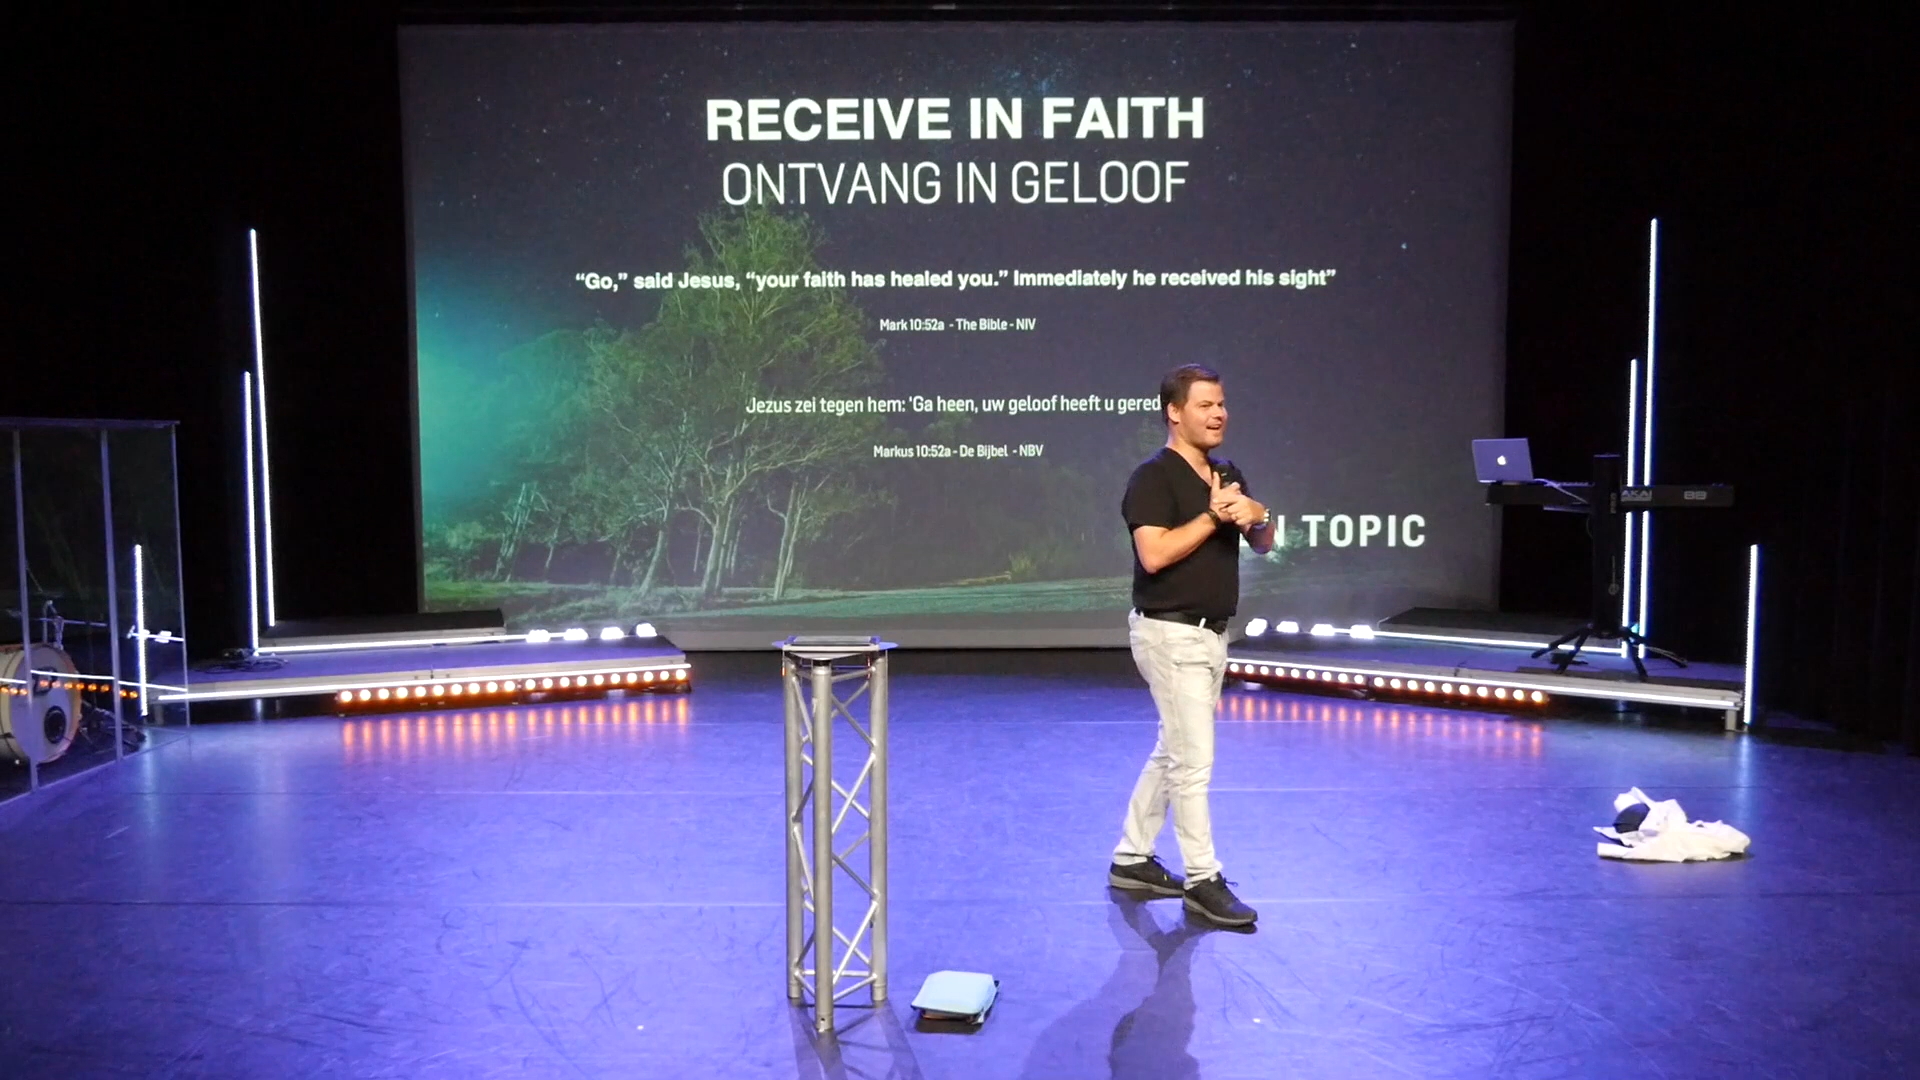 RECEIVE IN FAITH
ONTVANG IN GELOOF
“Go,” said Jesus, “your faith has healed you.” Immediately he received his sight”
Mark 10:52a - The Bible - NIV
Jezus zei tegen hem: 'Ga heen, uw geloof heeft u gered
Markus 10:52a - De Bijbel - NBV
TOPIC
AKAI
88